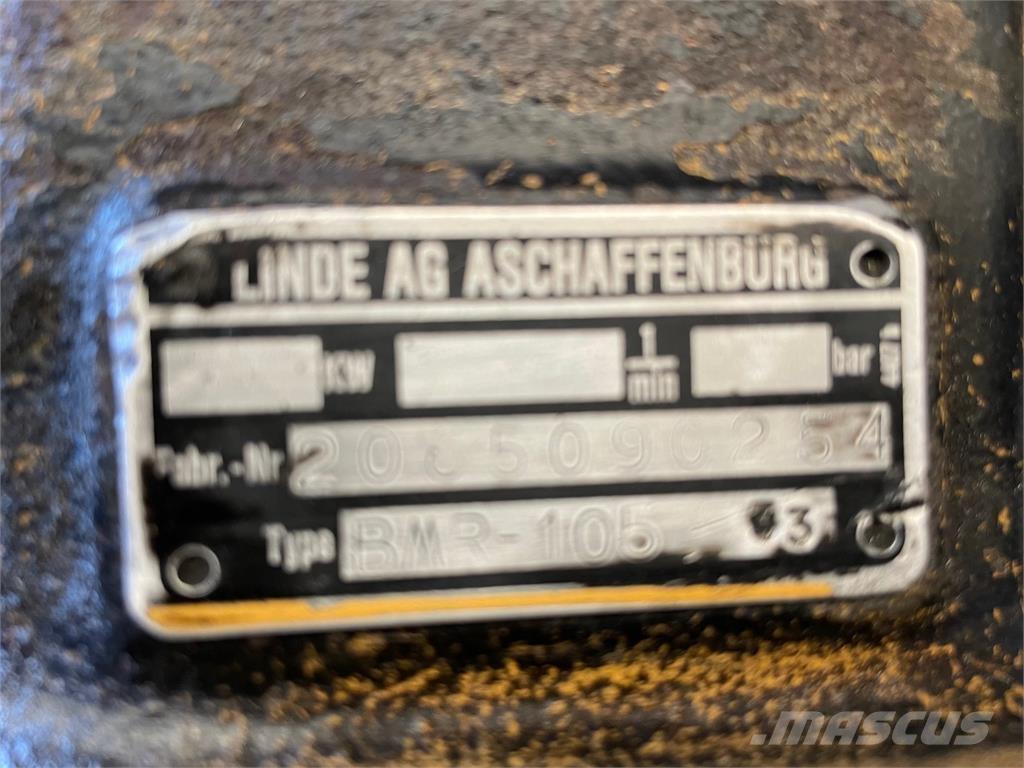 LINDE AG ASCHAFFENBURG
KW 1/min bar
Fabr.-Nr
Type BMR-105
MASCUS